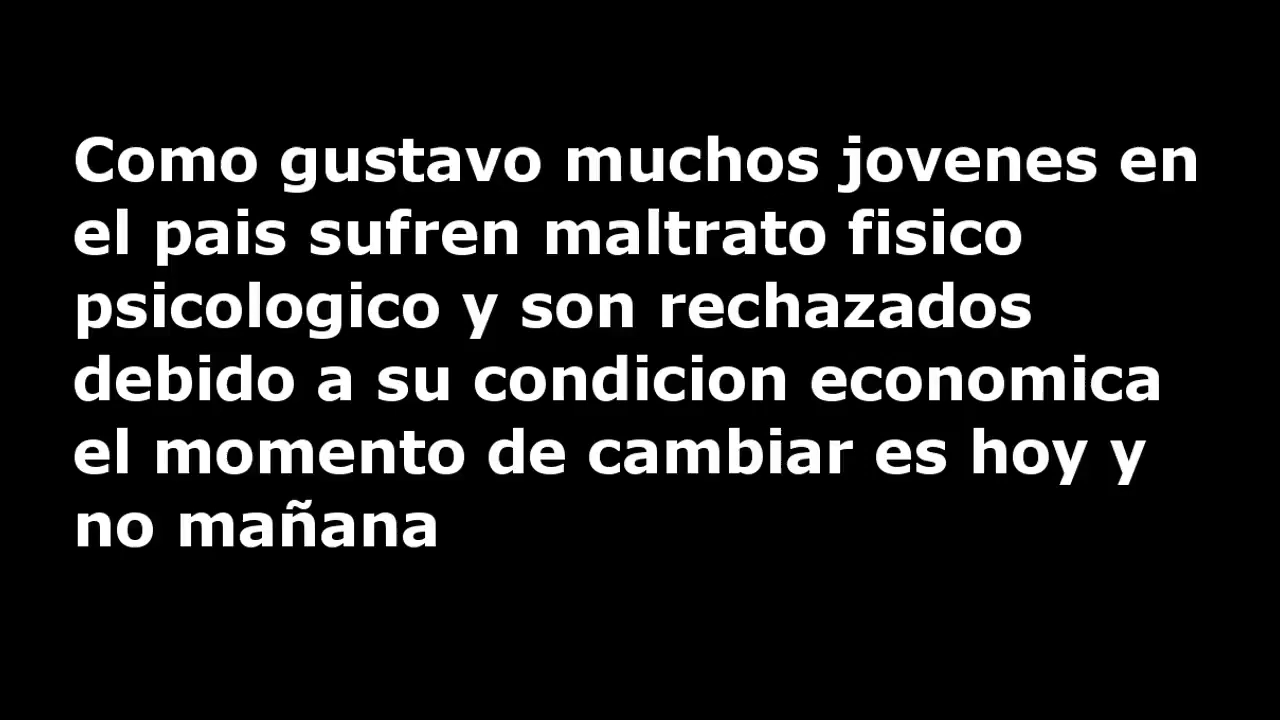 Como gustavo muchos jovenes en
el pais sufren maltrato fisico
psicologico y son rechazados
debido a su condicion economica
el momento de cambiar es hoy y
no mañana